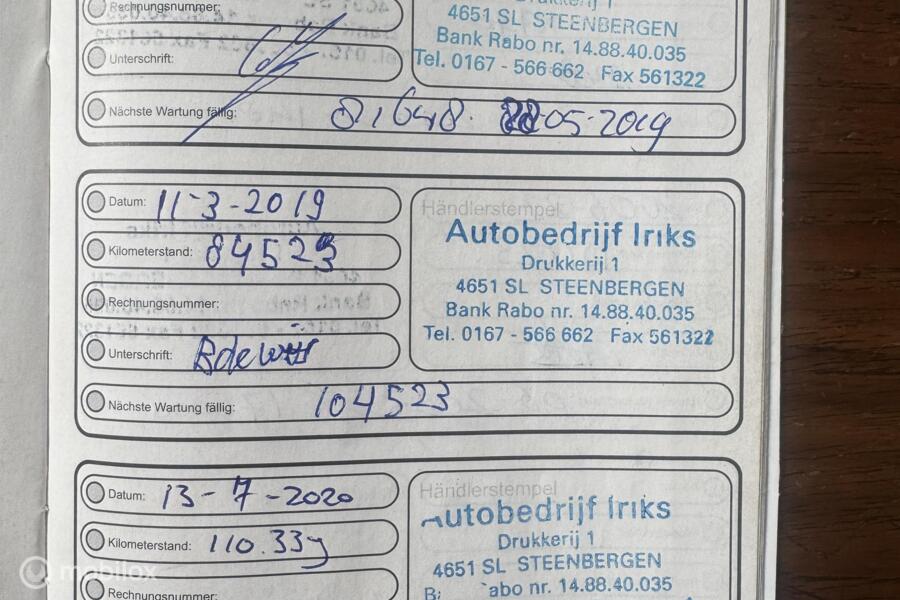 Rechnungsnummer:
Drukkerij 1
4651 SL STEENBERGEN
Bank Rabo nr. 14.88.40.035
Unterschrift:
Tel. 0167 - 566 662 Fax 561322
Nächste Wartung fällig: 05-2019
Datum: 11-3-2019
Händlerstempel
Autobedrijf Iriks
Kilometerstand: 84523
Drukkerij 1
4651 SL STEENBERGEN
Rechnungsnummer:
Bank Rabo nr. 14.88.40.035
Tel. 0167 - 566 662 Fax 561322
Unterschrift:
Nächste Wartung fällig: 104523
Datum: 13-7-2020
Händlerstempel
Autobedrijf Iriks
Kilometerstand: 110.339
Drukkerij 1
4651 SL STEENBERGEN
Rechnungsnummer:
abo nr. 14.88.40.035
mobilox